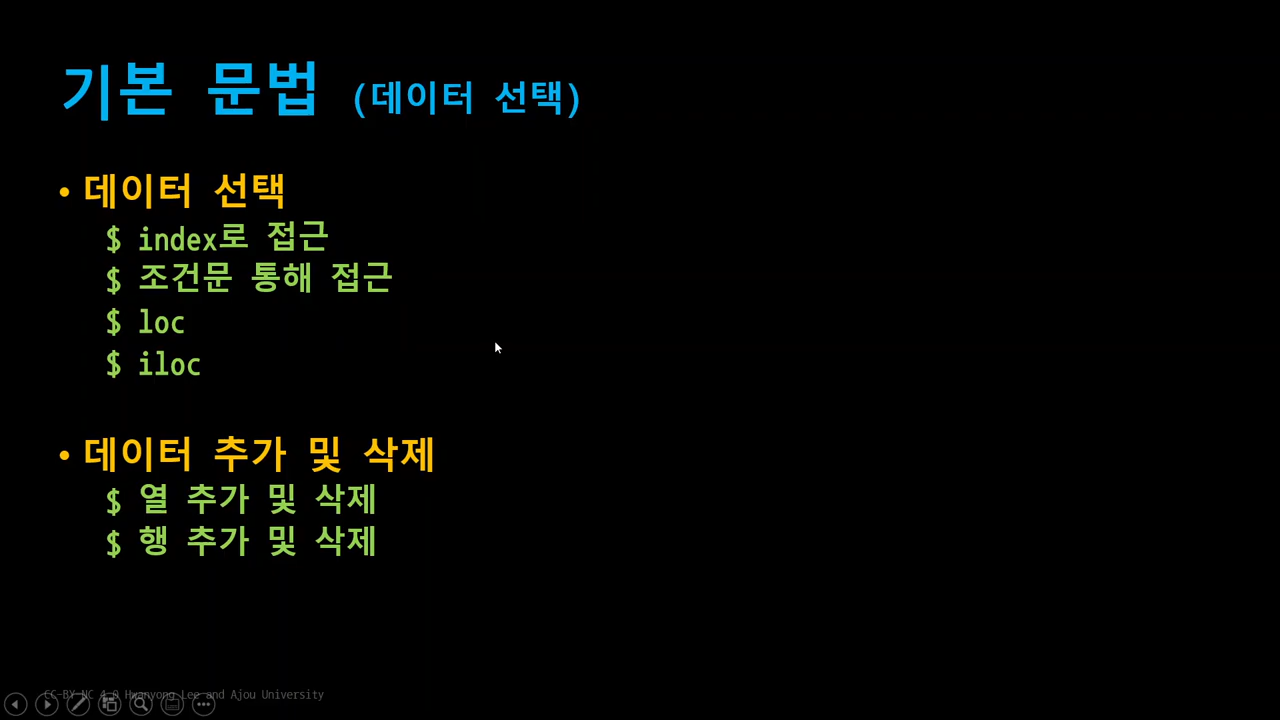 기본 문법 (데이터 선택)
• 데이터 선택
$ index로 접근
$ 조건문 통해 접근
$ loc
$ iloc
• 데이터 추가 및 삭제
$ 열 추가 및 삭제
$ 행 추가 및 삭제
CC-BY NC 4.0 Hwanyong Lee and Ajou University